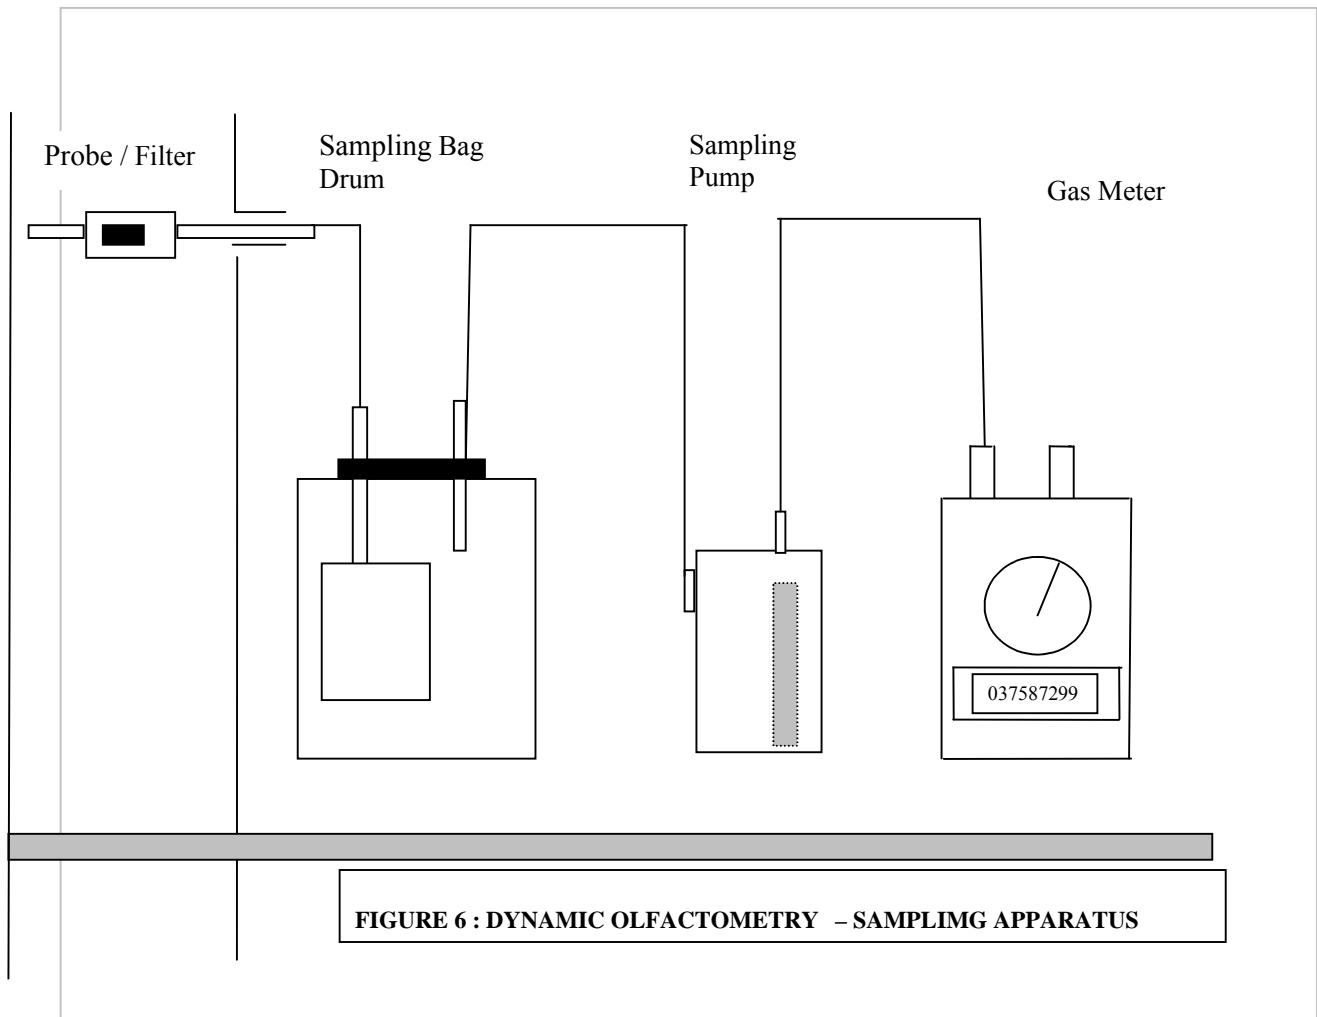 Probe / Filter
Sampling Bag
Drum
Sampling
Pump
Gas Meter
037587299
FIGURE 6 : DYNAMIC OLFACTOMETRY – SAMPLIMG APPARATUS